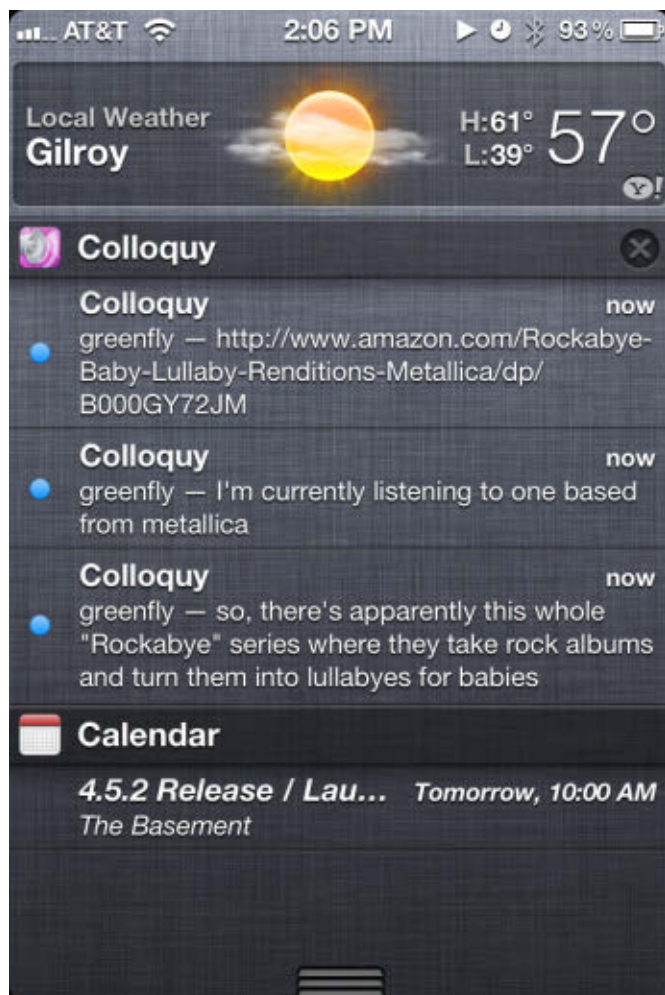 AT&T 2:06 PM 93%
Local Weather
Gilroy
H:61°
L:39°
57°
Y!
Colloquy
Colloquy now
greenfly — http://www.amazon.com/Rockabye-
Baby-Lullaby-Renditions-Metallica/dp/
B000GY72JM
Colloquy now
greenfly — I'm currently listening to one based
from metallica
Colloquy now
greenfly — so, there's apparently this whole
"Rockabye" series where they take rock albums
and turn them into lullabyes for babies
Calendar
4.5.2 Release / Lau... Tomorrow, 10:00 AM
The Basement